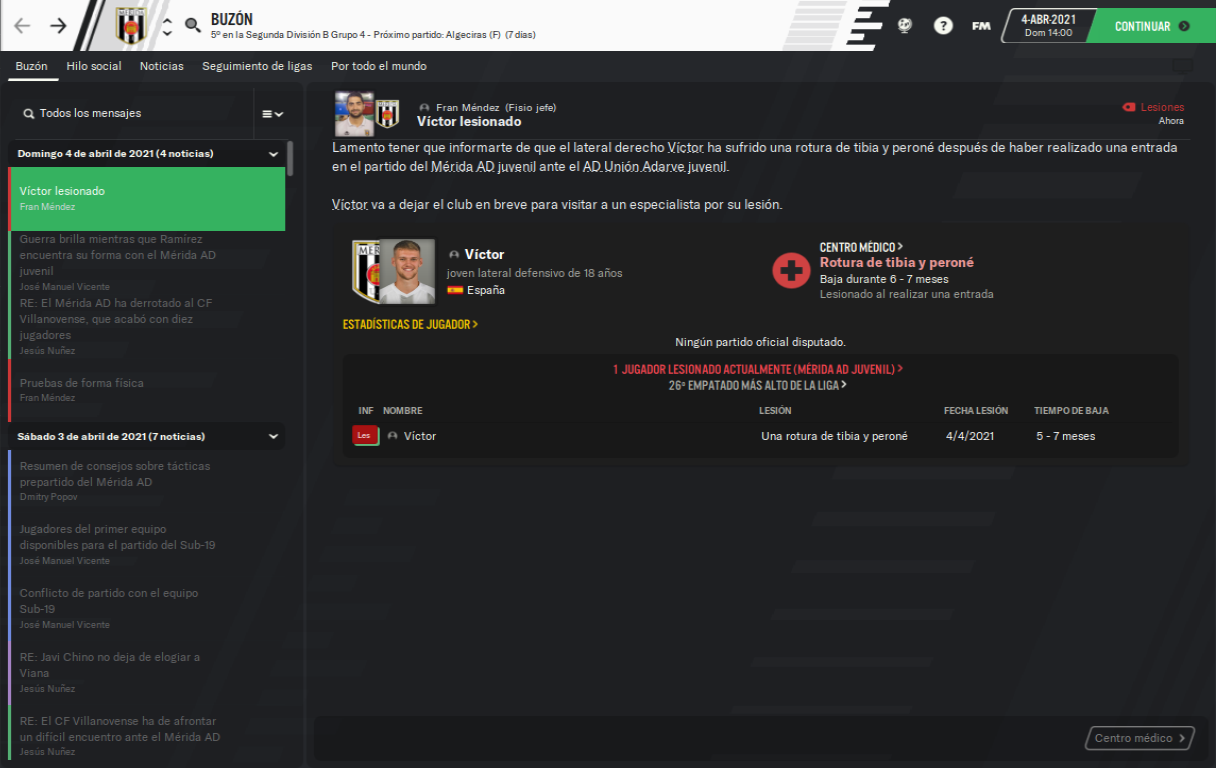 BUZÓN
5º en la Segunda División B Grupo 4 - Próximo partido: Algeciras (F) (7 días)
FM
4-ABR-2021
Dom 14:00
CONTINUAR
Buzón Hilo social Noticias Seguimiento de ligas Por todo el mundo
Todos los mensajes
Domingo 4 de abril de 2021 (4 noticias)
Víctor lesionado
Fran Méndez
Guerra brilla mientras que Ramírez
encuentra su forma con el Mérida AD
juvenil
José Manuel Vicente
RE: El Mérida AD ha derrotado al CF
Villanovense, que acabó con diez
jugadores
Jesús Nuñez
Pruebas de forma física
Fran Méndez
Sábado 3 de abril de 2021 (7 noticias)
Resumen de consejos sobre tácticas
prepartido del Mérida AD
Dmitry Popov
Jugadores del primer equipo
disponibles para el partido del Sub-19
José Manuel Vicente
Conflicto de partido con el equipo
Sub-19
José Manuel Vicente
RE: Javi Chino no deja de elogiar a
Viana
Jesús Nuñez
RE: El CF Villanovense ha de afrontar
un difícil encuentro ante el Mérida AD
Jesús Nuñez
Fran Méndez (Fisio jefe)
Víctor lesionado
Lesiones
Ahora
Lamento tener que informarte de que el lateral derecho Víctor ha sufrido una rotura de tibia y peroné después de haber realizado una entrada
en el partido del Mérida AD juvenil ante el AD Unión Adarve juvenil.
Víctor va a dejar el club en breve para visitar a un especialista por su lesión.
Víctor
joven lateral defensivo de 18 años
España
CENTRO MÉDICO >
Rotura de tibia y peroné
Baja durante 6 - 7 meses
Lesionado al realizar una entrada
ESTADÍSTICAS DE JUGADOR >
Ningún partido oficial disputado.
1 JUGADOR LESIONADO ACTUALMENTE (MÉRIDA AD JUVENIL) >
26º EMPATADO MÁS ALTO DE LA LIGA >
INF NOMBRE LESIÓN FECHA LESIÓN TIEMPO DE BAJA
Les Víctor Una rotura de tibia y peroné 4/4/2021 5 - 7 meses
Centro médico >